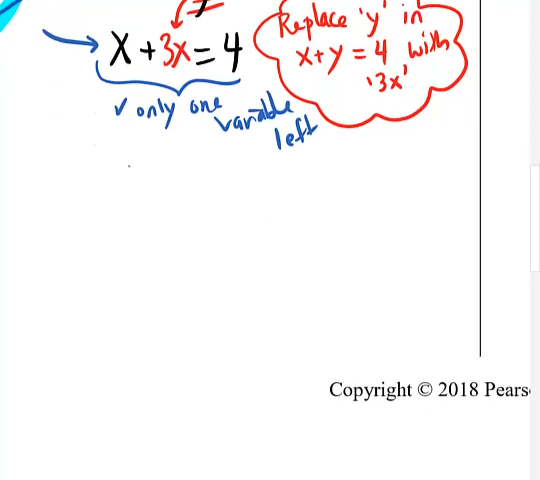 Replace 'y' in
x+y = 4 with
'3x'
x + 3x = 4
✓ only one
variable
left
Copyright © 2018 Pears